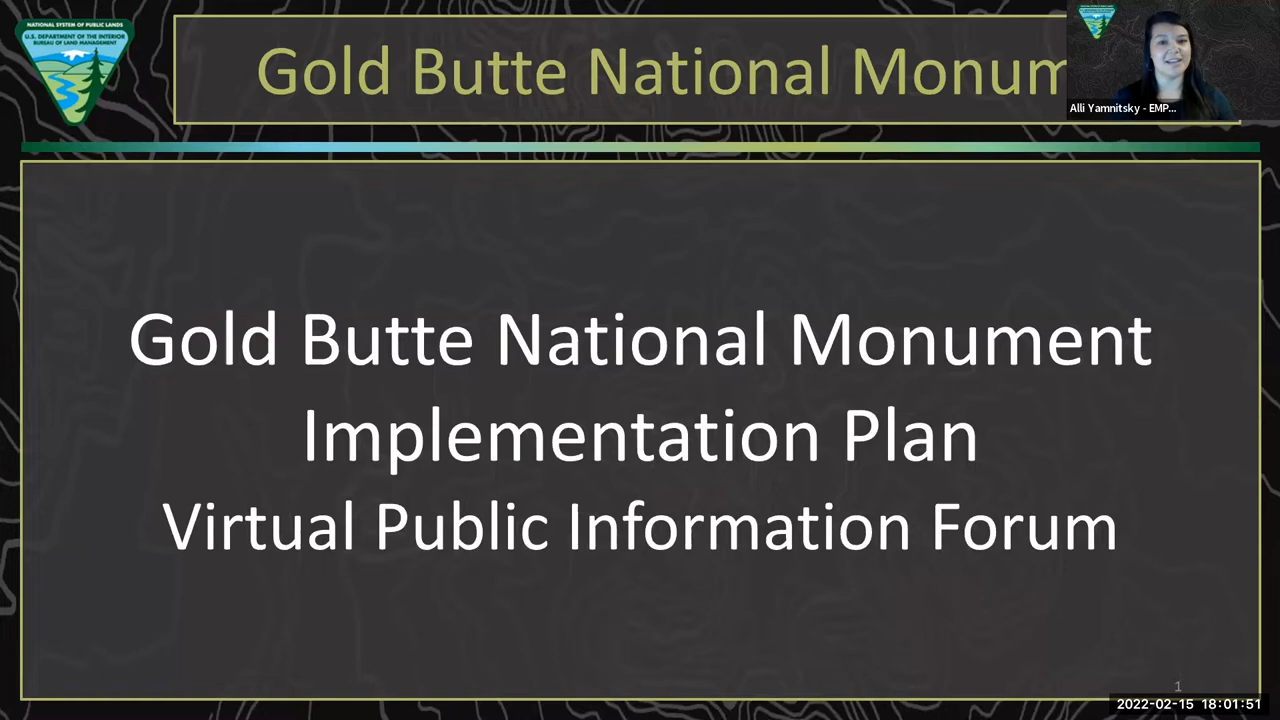 NATIONAL SYSTEM OF PUBLIC LANDS
U.S. DEPARTMENT OF THE INTERIOR
BUREAU OF LAND MANAGEMENT
Gold Butte National Monum
Alli Yamnitsky - EMP...
Gold Butte National Monument
Implementation Plan
Virtual Public Information Forum
1
2022-02-15 18:01:51